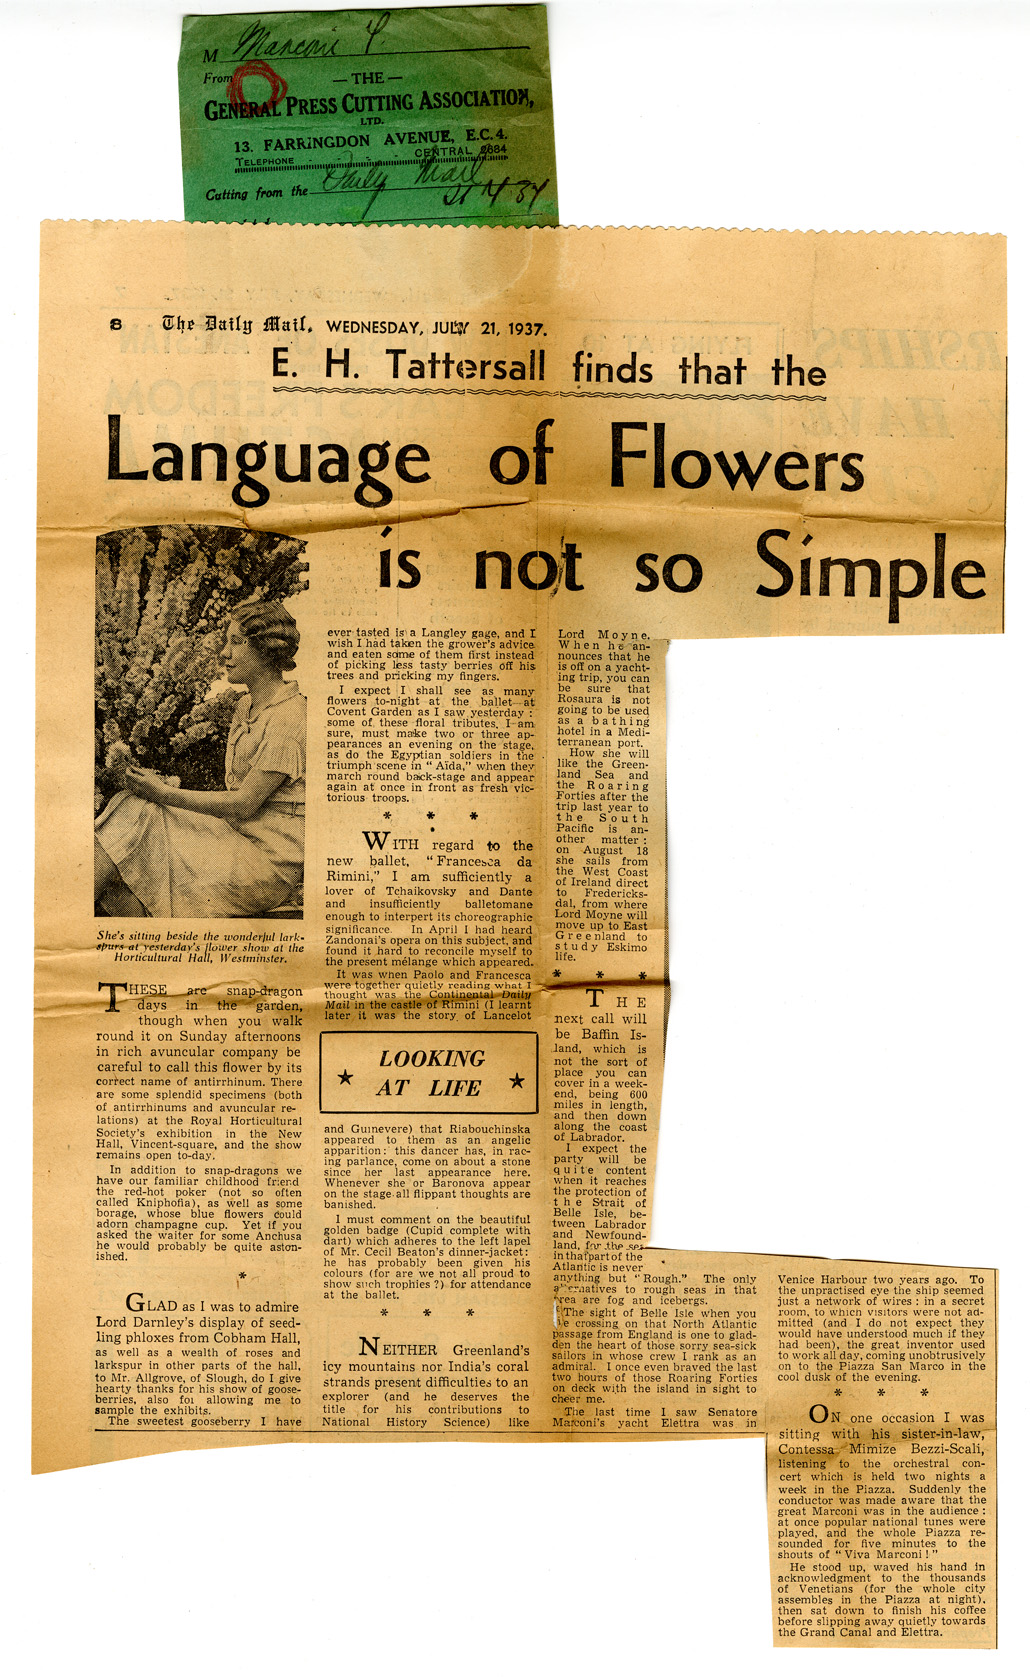 M Marconi
From
— THE —
GENERAL PRESS CUTTING ASSOCIATION,
LTD.
13. FARRINGDON AVENUE, E.C.4.
TELEPHONE CENTRAL
Cutting from the Daily Mail
8 The Daily Mail, WEDNESDAY, JULY 21, 1937.
E. H. Tattersall finds that the
Language of Flowers
is not so Simple
She's sitting beside the wonderful lark-
spurs at yesterday's flower show at the
Horticultural Hall, Westminster.
THESE are snap-dragon
days in the garden,
though when you walk
round it on Sunday afternoons
in rich avuncular company be
careful to call this flower by its
correct name of antirrhinum. There
are some splendid specimens (both
of antirrhinums and avuncular re-
lations) at the Royal Horticultural
Society's exhibition in the New
Hall, Vincent-square, and the show
remains open to-day.
In addition to snap-dragons we
have our familiar childhood friend
the red-hot poker (not so often
called Kniphofia), as well as some
borage, whose blue flowers could
adorn champagne cup. Yet if you
asked the waiter for some Anchusa
he would probably be quite aston-
ished.
*
GLAD as I was to admire
Lord Darnley's display of seed-
ling phloxes from Cobham Hall,
as well as a wealth of roses and
larkspur in other parts of the hall,
to Mr. Allgrove, of Slough, do I give
hearty thanks for his show of goose-
berries, also for allowing me to
sample the exhibits.
The sweetest gooseberry I have
ever tasted is a Langley gage, and I
wish I had taken the grower's advice
and eaten some of them first instead
of picking less tasty berries off his
trees and pricking my fingers.
I expect I shall see as many
flowers to-night at the ballet at
Covent Garden as I saw yesterday :
some of these floral tributes, I am
sure, must make two or three ap-
pearances an evening on the stage,
as do the Egyptian soldiers in the
triumph scene in "Aïda," when they
march round back-stage and appear
again at once in front as fresh vic-
torious troops.
* * *
WITH regard to the
new ballet, "Francesca da
Rimini," I am sufficiently a
lover of Tchaikovsky and Dante
and insufficiently balletomane
enough to interpet its choreographic
significance. In April I had heard
Zandonai's opera on this subject, and
found it hard to reconcile myself to
the present mélange which appeared.
It was when Paolo and Francesca
were together quietly reading what I
thought was the Continental Daily
Mail in the castle of Rimini (I learnt
later it was the story of Lancelot
LOOKING
AT LIFE
and Guinevere) that Riabouchinska
appeared to them as an angelic
apparition: this dancer has, in rac-
ing parlance, come on about a stone
since her last appearance here.
Whenever she or Baronova appear
on the stage all flippant thoughts are
banished.
I must comment on the beautiful
golden badge (Cupid complete with
dart) which adheres to the left lapel
of Mr. Cecil Beaton's dinner-jacket:
he has probably been given his
colours (for are we not all proud to
show such trophies?) for attendance
at the ballet.
* * *
NEITHER Greenland's
icy mountains nor India's coral
strands present difficulties to an
explorer (and he deserves the
title for his contributions to
National History Science) like
Lord Moyne.
When he an-
nounces that he
is off on a yacht-
ing trip, you can
be sure that
Rosaura is not
going to be used
as a bathing
hotel in a Medi-
terranean port.
How she will
like the Green-
land Sea and
the Roaring
Forties after the
trip last year to
the South
Pacific is an-
other matter :
on August 18
she sails from
the West Coast
of Ireland direct
to Fredericks-
dal, from where
Lord Moyne will
move up to East
Greenland to
study Eskimo
life.
* * *
THE
next call will
be Baffin Is-
land, which is
not the sort of
place you can
cover in a week-
end, being 600
miles in length,
and then down
along the coast
of Labrador.
I expect the
party will be
quite content
when it reaches
the protection of
the Strait of
Belle Isle, be-
tween Labrador
and Newfound-
land, for the sea
in that part of the
Atlantic is never
anything but "Rough." The only
alternatives to rough seas in that
area are fog and icebergs.
The sight of Belle Isle when you
are crossing on that North Atlantic
passage from England is one to glad-
den the heart of those sorry sea-sick
sailors in whose crew I rank as an
admiral. I once even braved the last
two hours of those Roaring Forties
on deck with the island in sight to
cheer me.
The last time I saw Senatore
Marconi's yacht Elettra was in
Venice Harbour two years ago. To
the unpractised eye the ship seemed
just a network of wires : in a secret
room, to which visitors were not ad-
mitted (and I do not expect they
would have understood much if they
had been), the great inventor used
to work all day, coming unobtrusively
on to the Piazza San Marco in the
cool dusk of the evening.
* * *
ON one occasion I was
sitting with his sister-in-law,
Contessa Mimize Bezzi-Scali,
listening to the orchestral con-
cert which is held two nights a
week in the Piazza. Suddenly the
conductor was made aware that the
great Marconi was in the audience :
at once popular national tunes were
played, and the whole Piazza re-
sounded for five minutes to the
shouts of "Viva Marconi!"
He stood up, waved his hand in
acknowledgment to the thousands
of Venetians (for the whole city
assembles in the Piazza at night),
then sat down to finish his coffee
before slipping away quietly towards
the Grand Canal and Elettra.